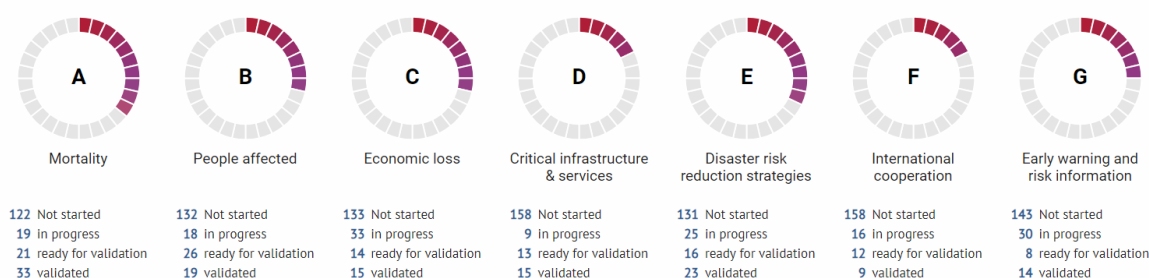 A
B
C
D
E
F
G
Mortality
People affected
Economic loss
Critical infrastructure
& services
Disaster risk
reduction strategies
International
cooperation
Early warning and
risk information
122 Not started
19 in progress
21 ready for validation
33 validated
132 Not started
18 in progress
26 ready for validation
19 validated
133 Not started
33 in progress
14 ready for validation
15 validated
158 Not started
9 in progress
13 ready for validation
15 validated
131 Not started
25 in progress
16 ready for validation
23 validated
158 Not started
16 in progress
12 ready for validation
9 validated
143 Not started
30 in progress
8 ready for validation
14 validated